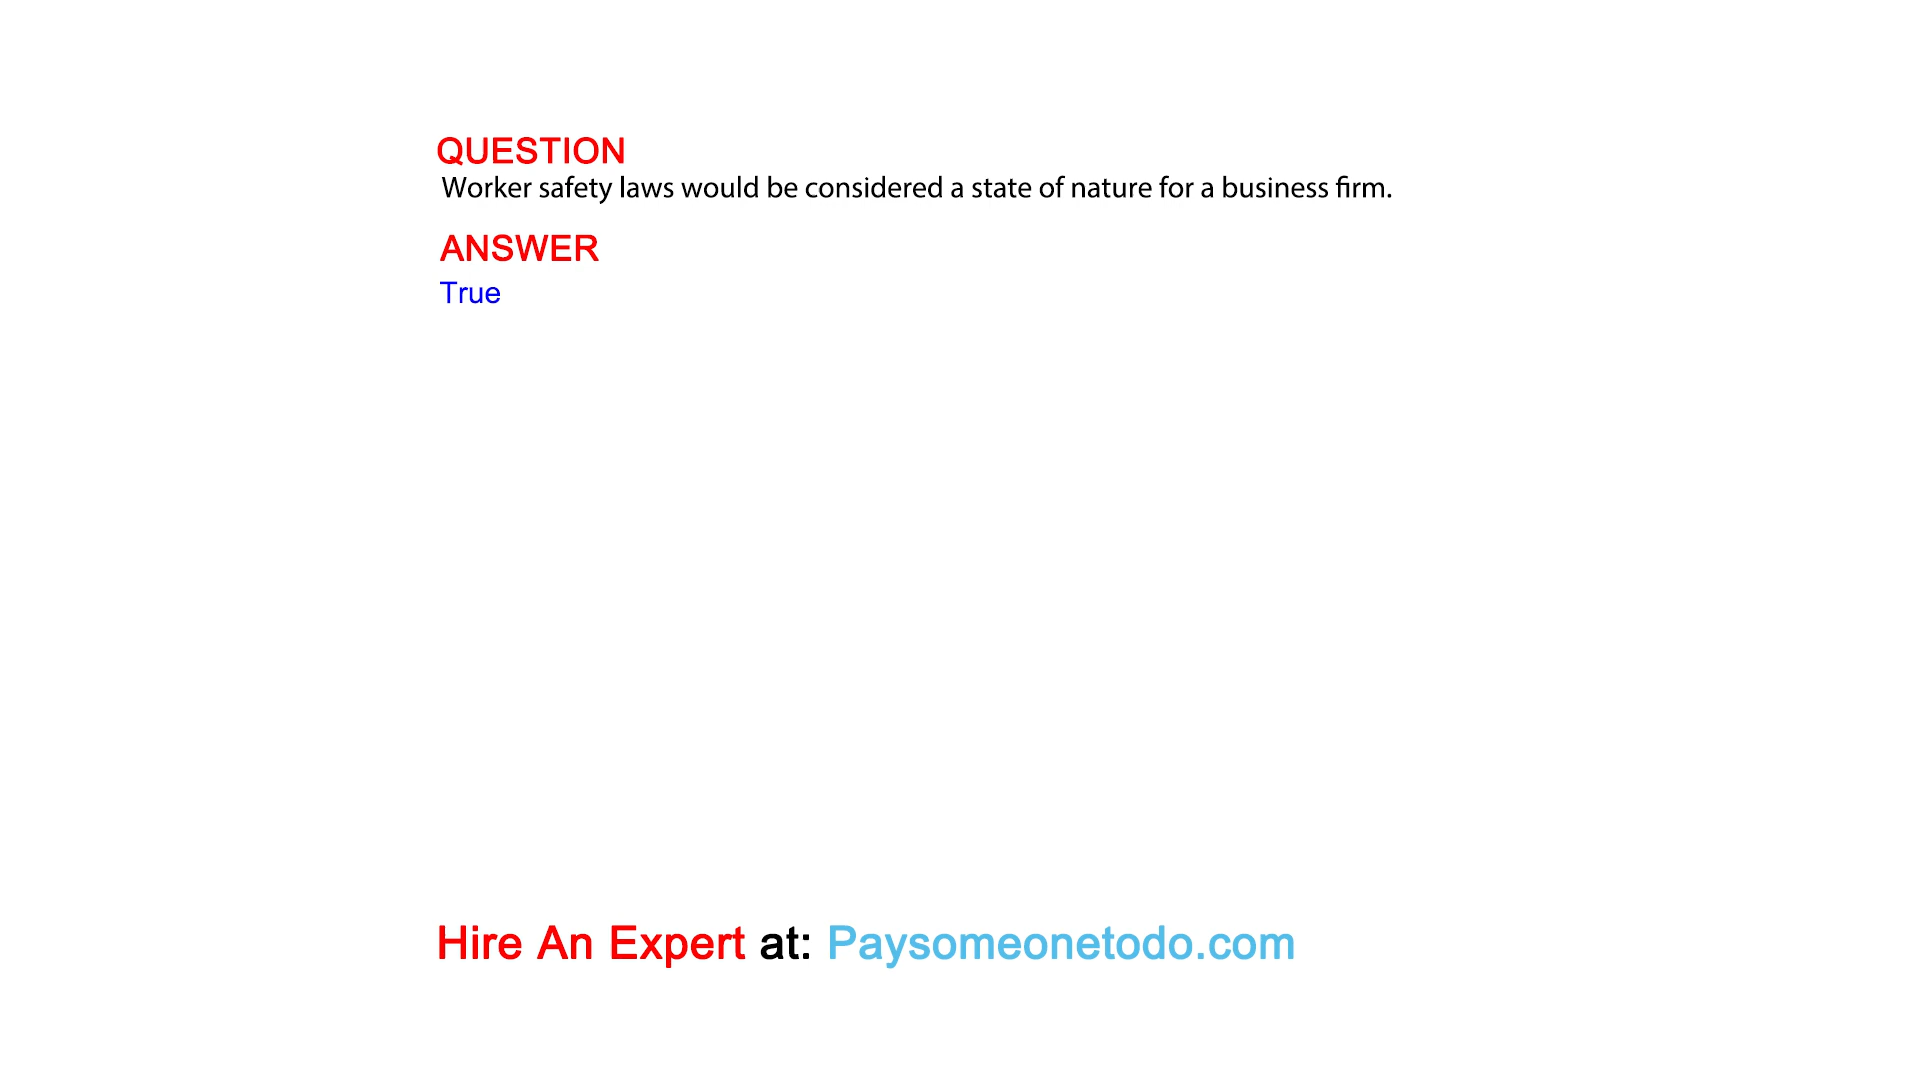 QUESTION
Worker safety laws would be considered a state of nature for a business firm.
ANSWER
True
Hire An Expert at: Paysomeonetodo.com